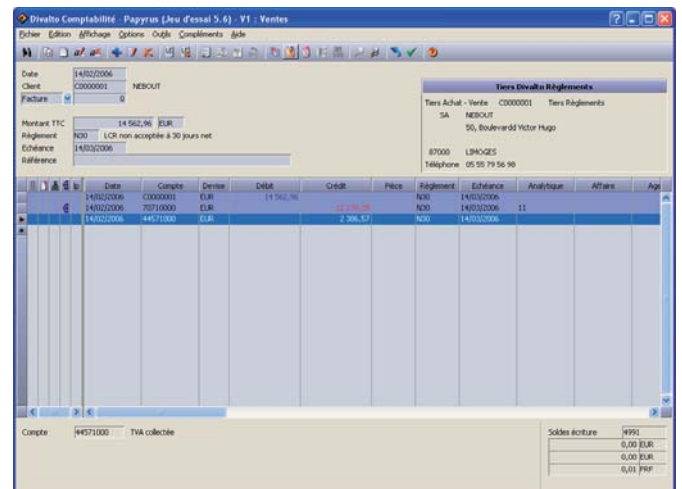 Divalto Comptabilité - Papyrus (Jeu d'essai 5.6) - V1 : Ventes
Fichier Edition Affichage Options Outils Compléments Aide
Date 14/02/2006
Client C0000001 NEBOUT
Facture 0
Montant TTC 14 562,96 EUR
Règlement N30 LCR non acceptée à 30 jours net
Echéance 14/03/2006
Référence
Tiers Divalto Règlements
Tiers Achat - Vente C0000001 Tiers Règlements
SA NEBOUT
50, Boulevardd Victor Hugo
87000 LIMOGES
Téléphone 05 55 79 56 98
Date Compte Devise Débit Crédit Pièce Règlement Echéance Analytique Affaire Age
14/02/2006 C0000001 EUR 14 562,96 N30 14/03/2006
14/02/2006 70710000 EUR N30 14/03/2006 11
14/02/2006 44571000 EUR 2 386,57 N30 14/03/2006
Compte 44571000 TVA collectée
Soldes écriture 4991
0,00 EUR
0,00 EUR
0,01 FRF